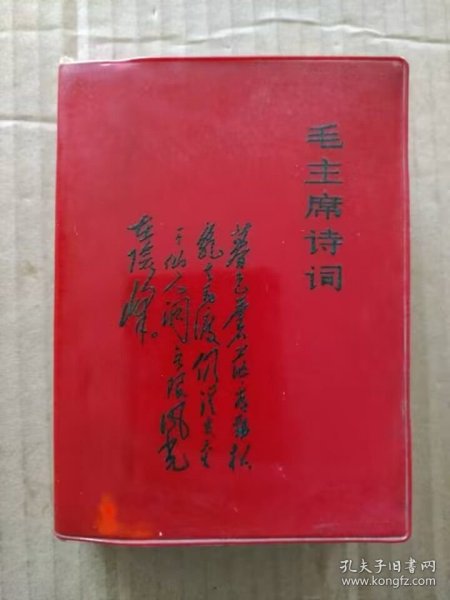 毛主席诗词
暮色苍茫看劲松
乱云飞渡仍从容天生一
个仙人洞无限风光
在险峰。
孔夫子旧书网
www.kongfz.com